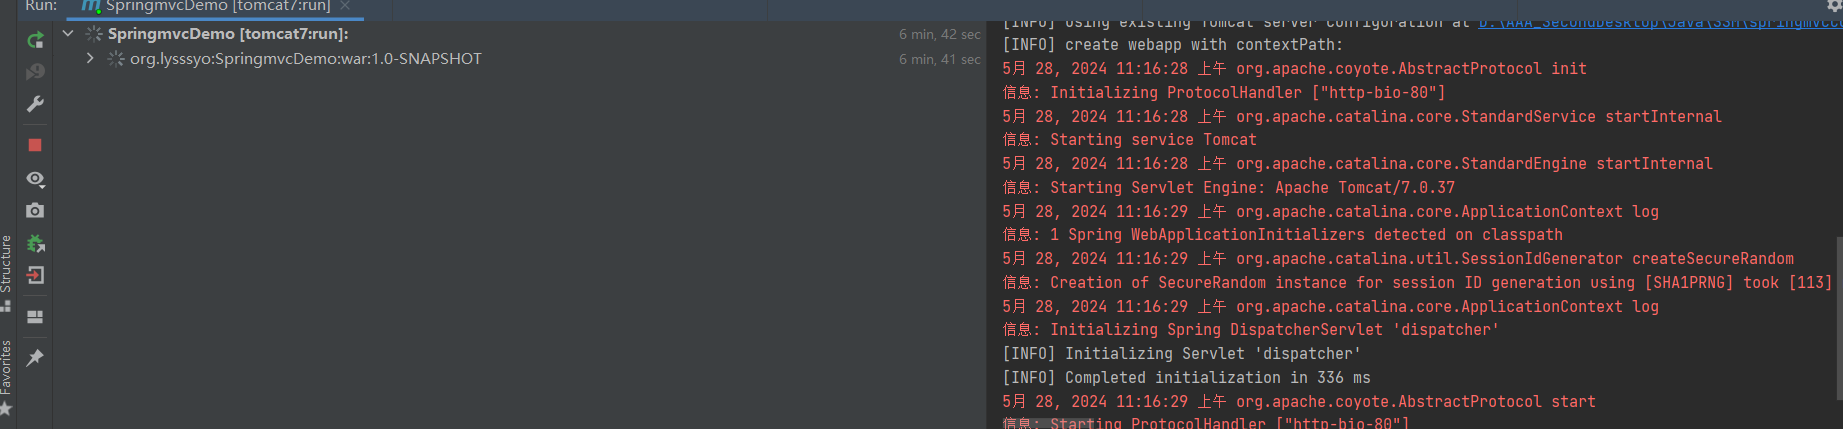 Run: SpringmvcDemo [tomcat7:run] ×
SpringmvcDemo [tomcat7:run]: 6 min, 42 sec
org.lysssyo:SpringmvcDemo:war:1.0-SNAPSHOT 6 min, 41 sec
Structure
Favorites
[INFO] Using existing Tomcat server configuration at D:\AAA_SecondDesktop\Java\SSM\springmvcC
[INFO] create webapp with contextPath:
5月 28, 2024 11:16:28 上午 org.apache.coyote.AbstractProtocol init
信息: Initializing ProtocolHandler ["http-bio-80"]
5月 28, 2024 11:16:28 上午 org.apache.catalina.core.StandardService startInternal
信息: Starting service Tomcat
5月 28, 2024 11:16:28 上午 org.apache.catalina.core.StandardEngine startInternal
信息: Starting Servlet Engine: Apache Tomcat/7.0.37
5月 28, 2024 11:16:29 上午 org.apache.catalina.core.ApplicationContext log
信息: 1 Spring WebApplicationInitializers detected on classpath
5月 28, 2024 11:16:29 上午 org.apache.catalina.util.SessionIdGenerator createSecureRandom
信息: Creation of SecureRandom instance for session ID generation using [SHA1PRNG] took [113]
5月 28, 2024 11:16:29 上午 org.apache.catalina.core.ApplicationContext log
信息: Initializing Spring DispatcherServlet 'dispatcher'
[INFO] Initializing Servlet 'dispatcher'
[INFO] Completed initialization in 336 ms
5月 28, 2024 11:16:29 上午 org.apache.coyote.AbstractProtocol start
信息: Starting ProtocolHandler ["http-bio-80"]